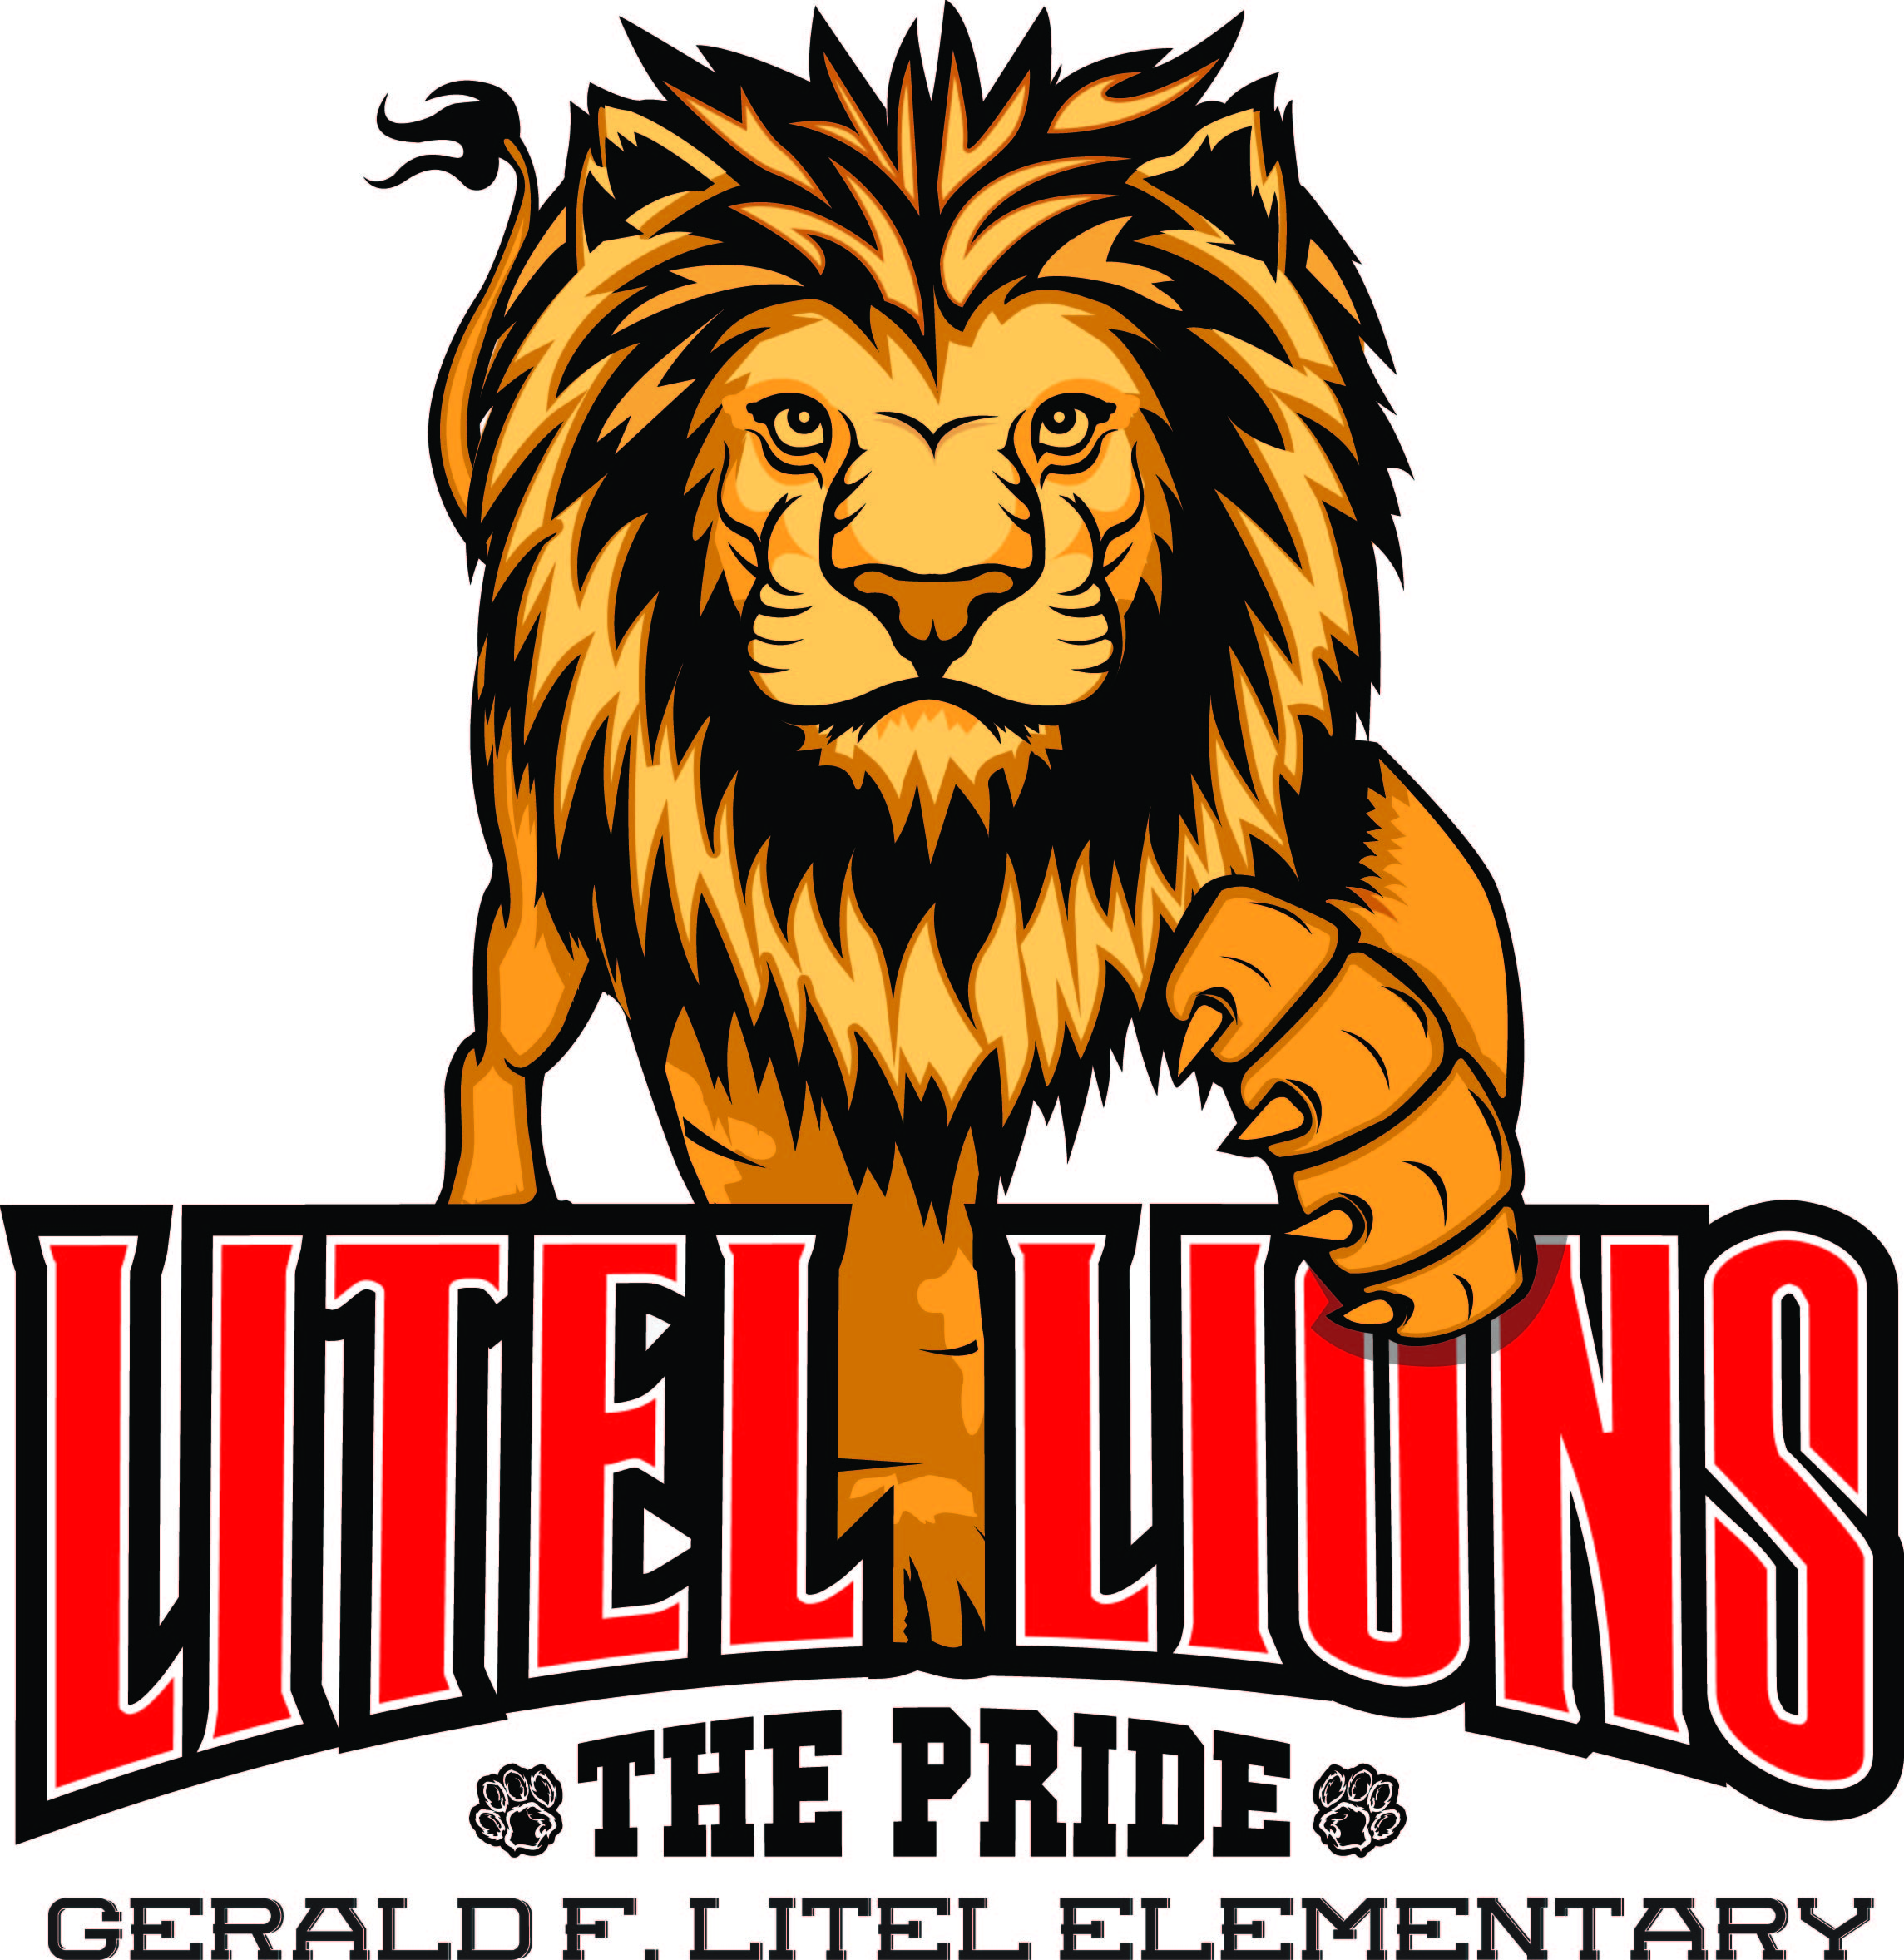 LITEL LIONS
THE PRIDE
GERALD F. LITEL ELEMENTARY